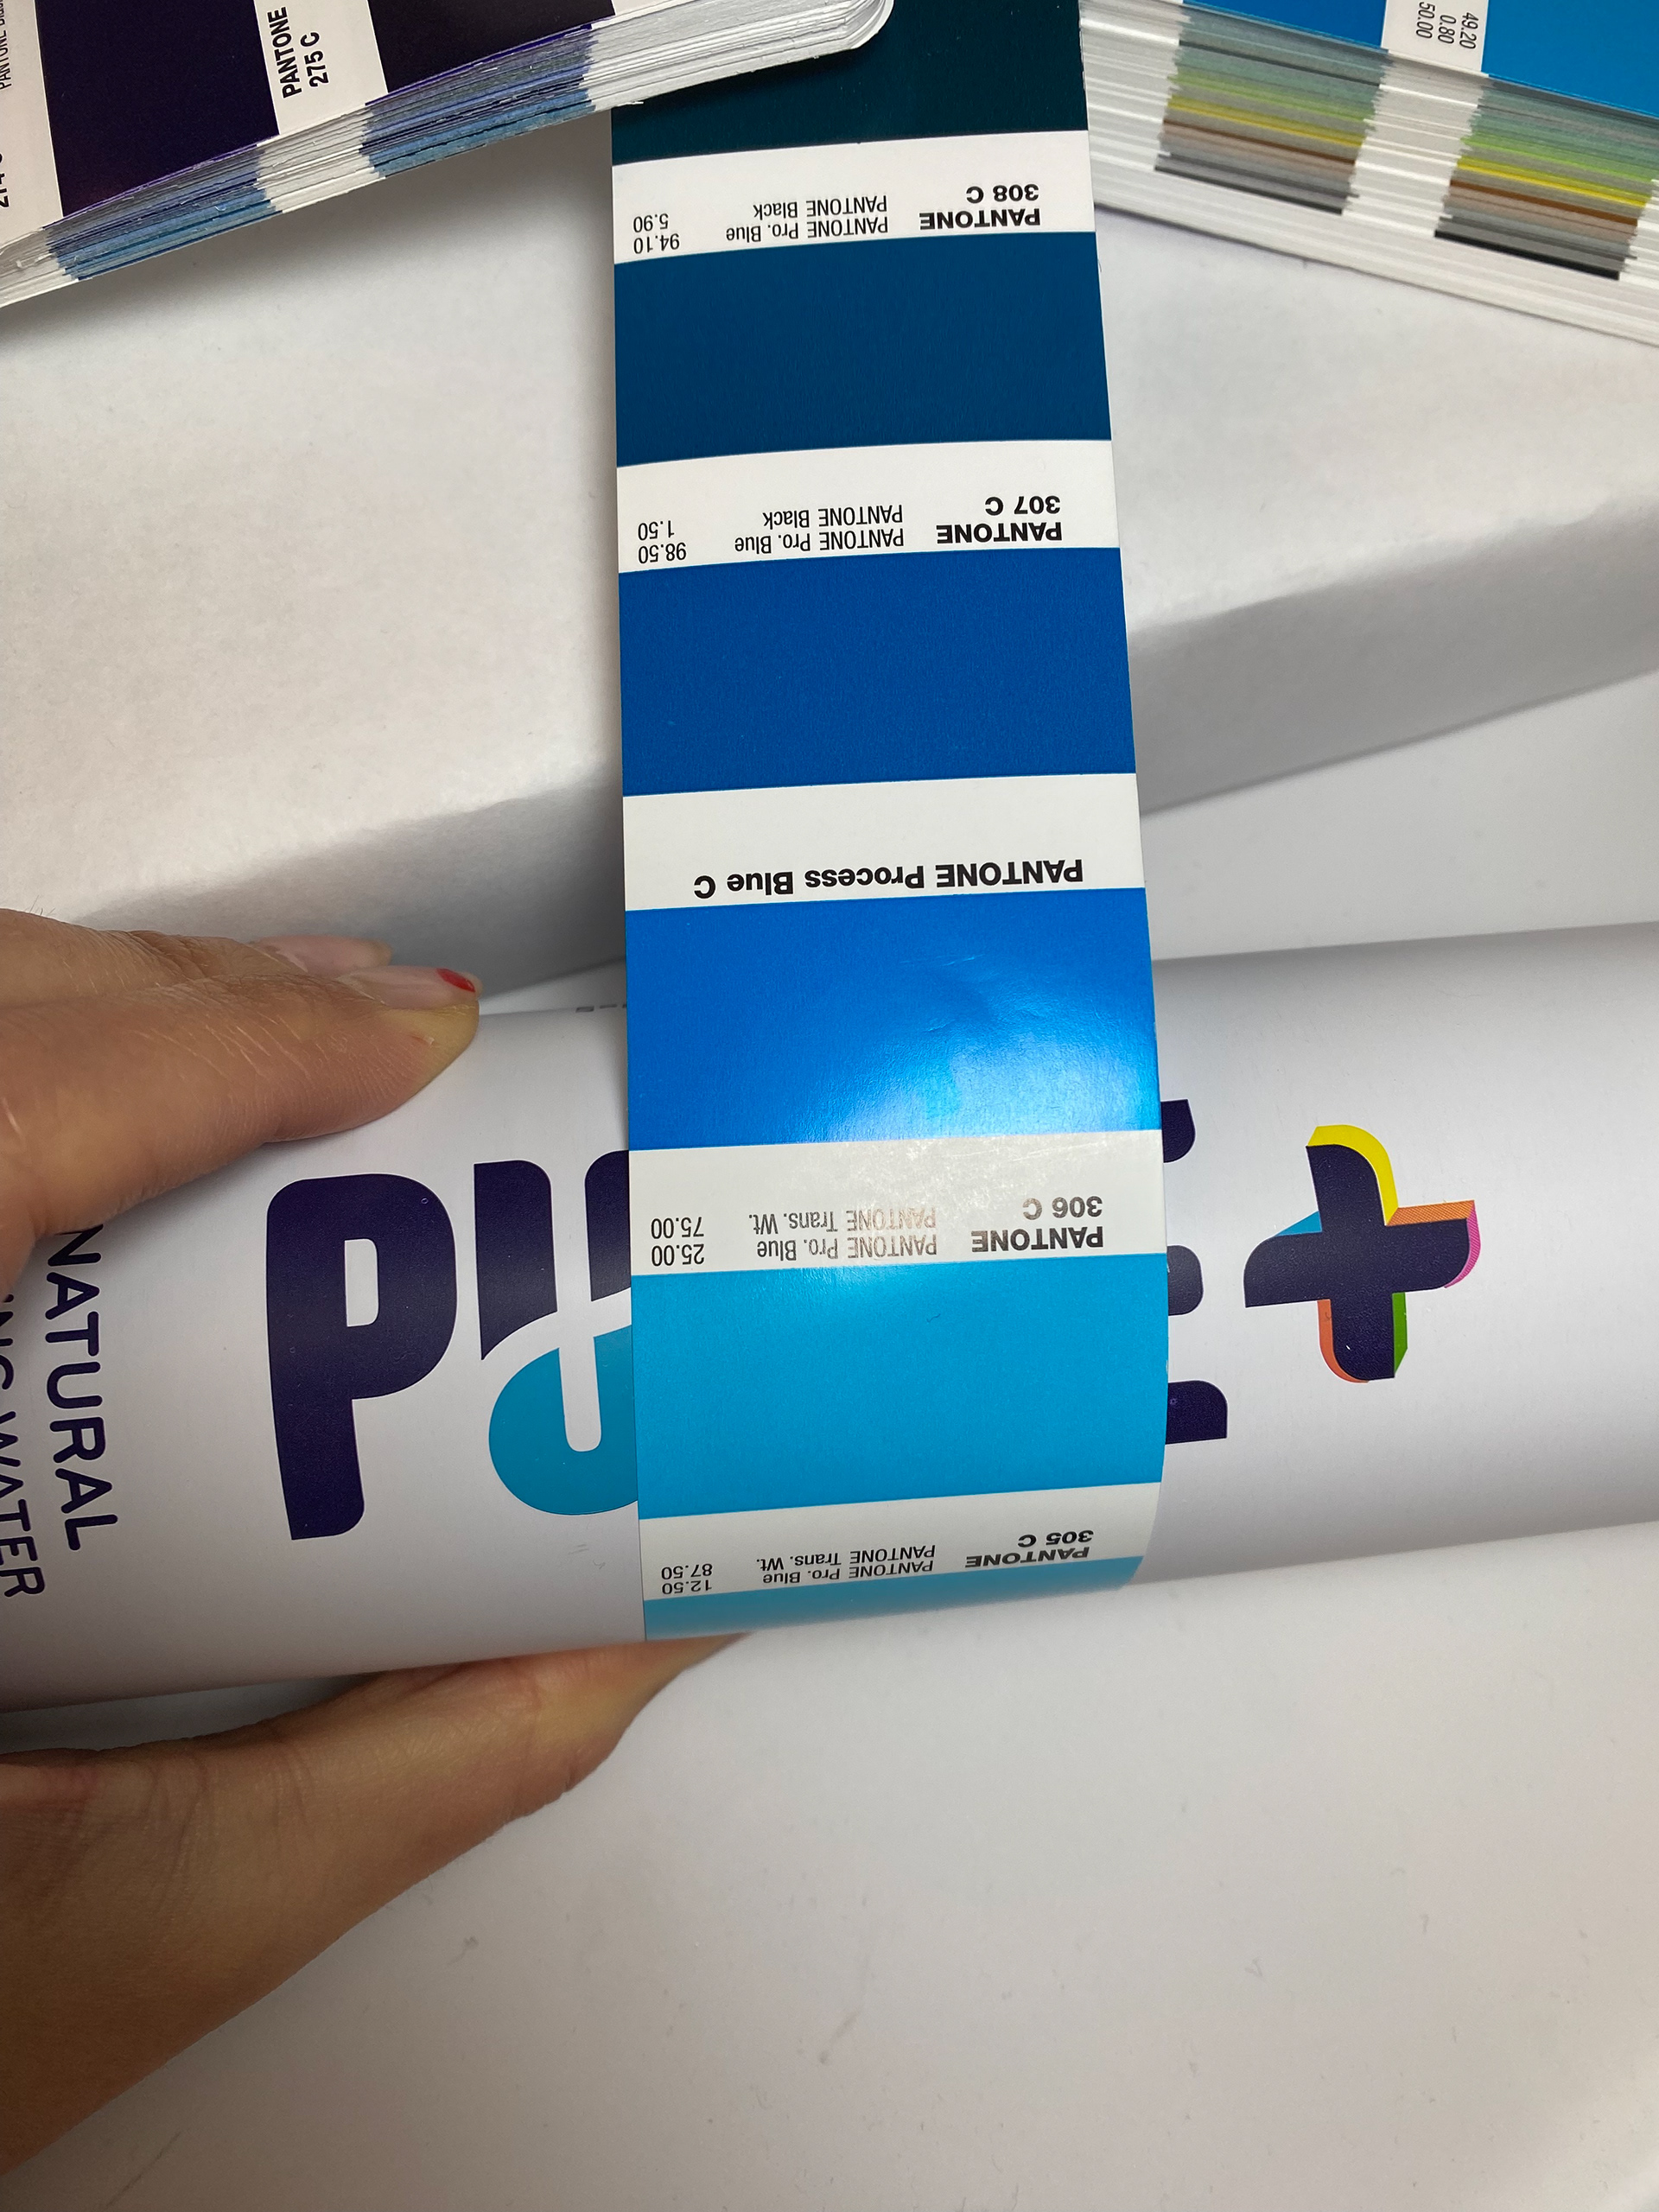 PANTONE
275 C
49.20
0.80
50.00
PANTONE
308 C
PANTONE Pro. Blue 94.10
PANTONE Black 5.90
PANTONE
307 C
PANTONE Pro. Blue 98.50
PANTONE Black 1.50
PANTONE Process Blue C
PANTONE
306 C
PANTONE Pro. Blue 25.00
PANTONE Trans. Wt. 75.00
PANTONE
305 C
PANTONE Pro. Blue 12.50
PANTONE Trans. Wt. 87.50
NATURAL
WATER